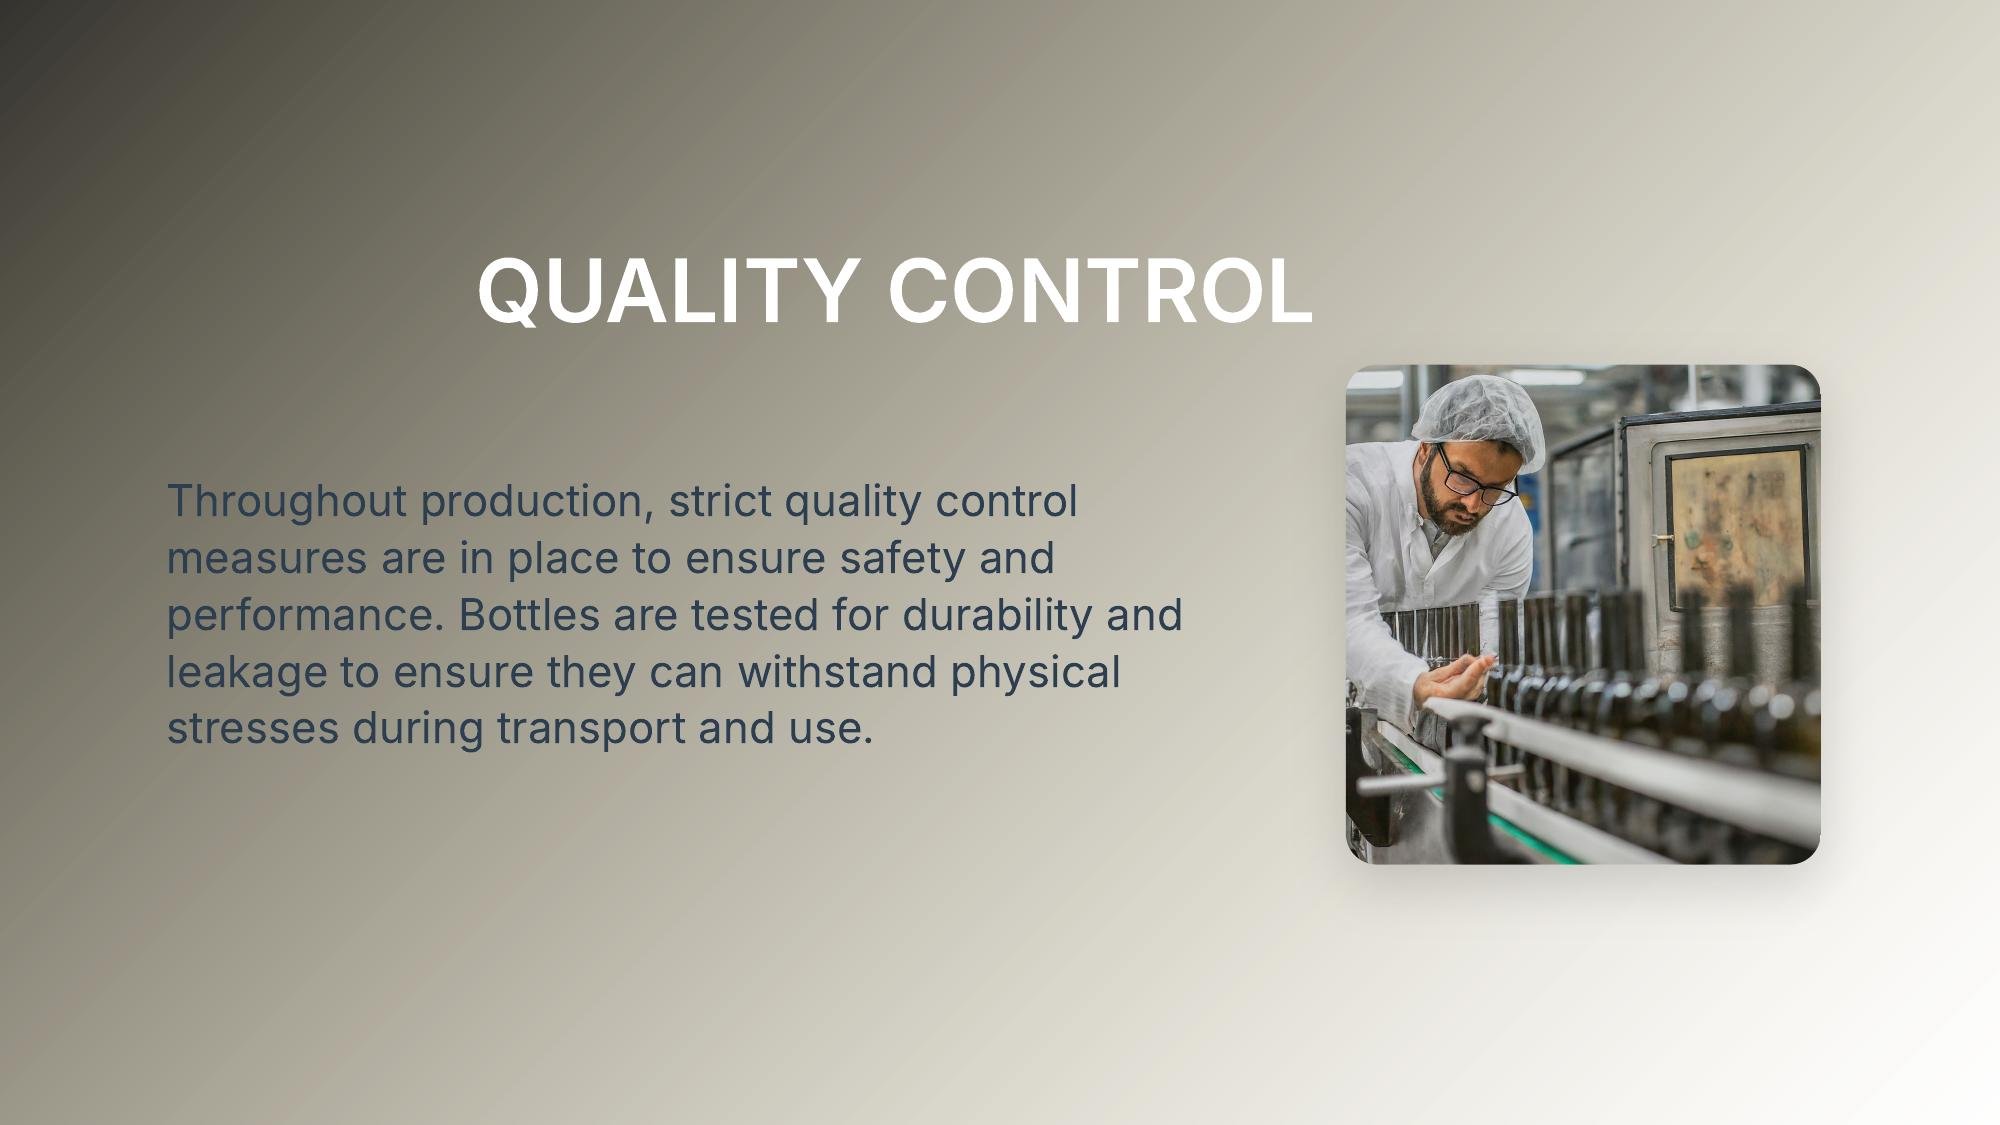 QUALITY CONTROL
Throughout production, strict quality control
measures are in place to ensure safety and
performance. Bottles are tested for durability and
leakage to ensure they can withstand physical
stresses during transport and use.